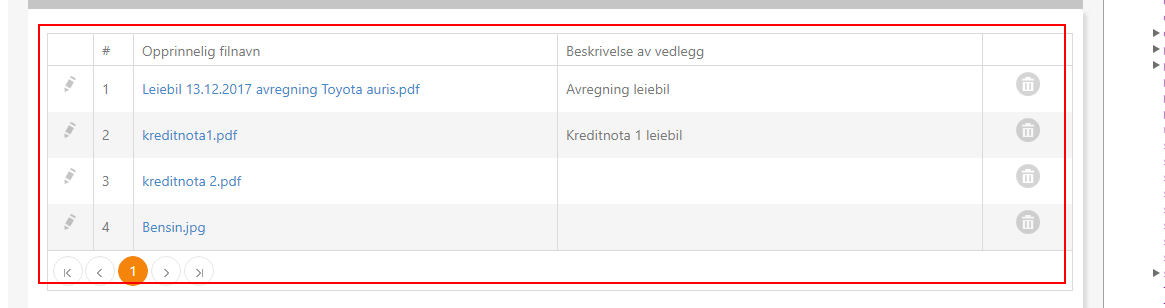 # Opprinnelig filnavn Beskrivelse av vedlegg
1 Leiebil 13.12.2017 avregning Toyota auris.pdf Avregning leiebil
2 kreditnota1.pdf Kreditnota 1 leiebil
3 kreditnota 2.pdf
4 Bensin.jpg
1